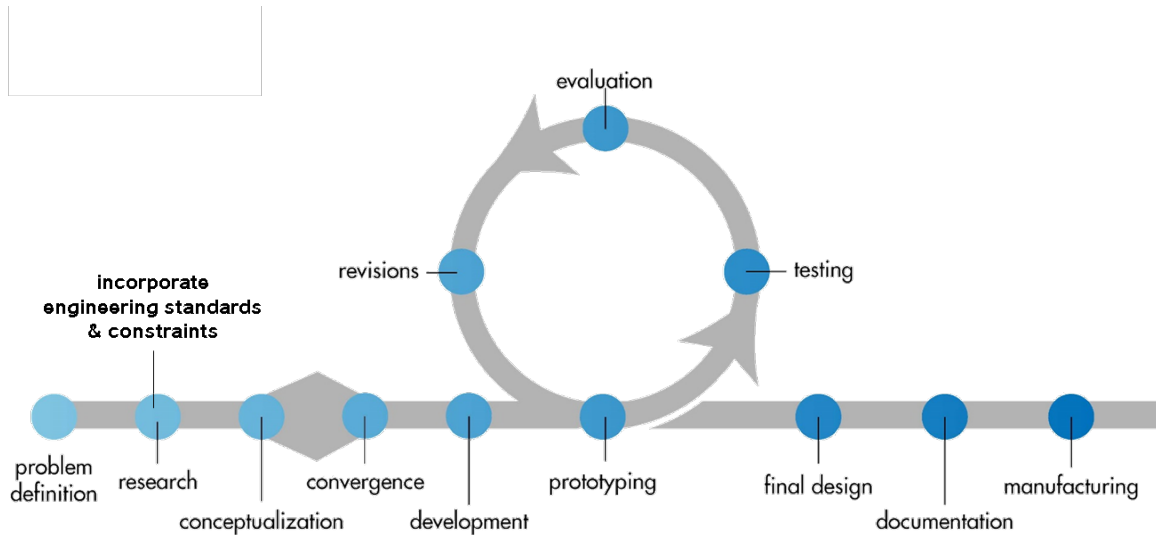 evaluation
revisions
testing
incorporate
engineering standards
& constraints
problem
definition
research
conceptualization
convergence
development
prototyping
final design
documentation
manufacturing